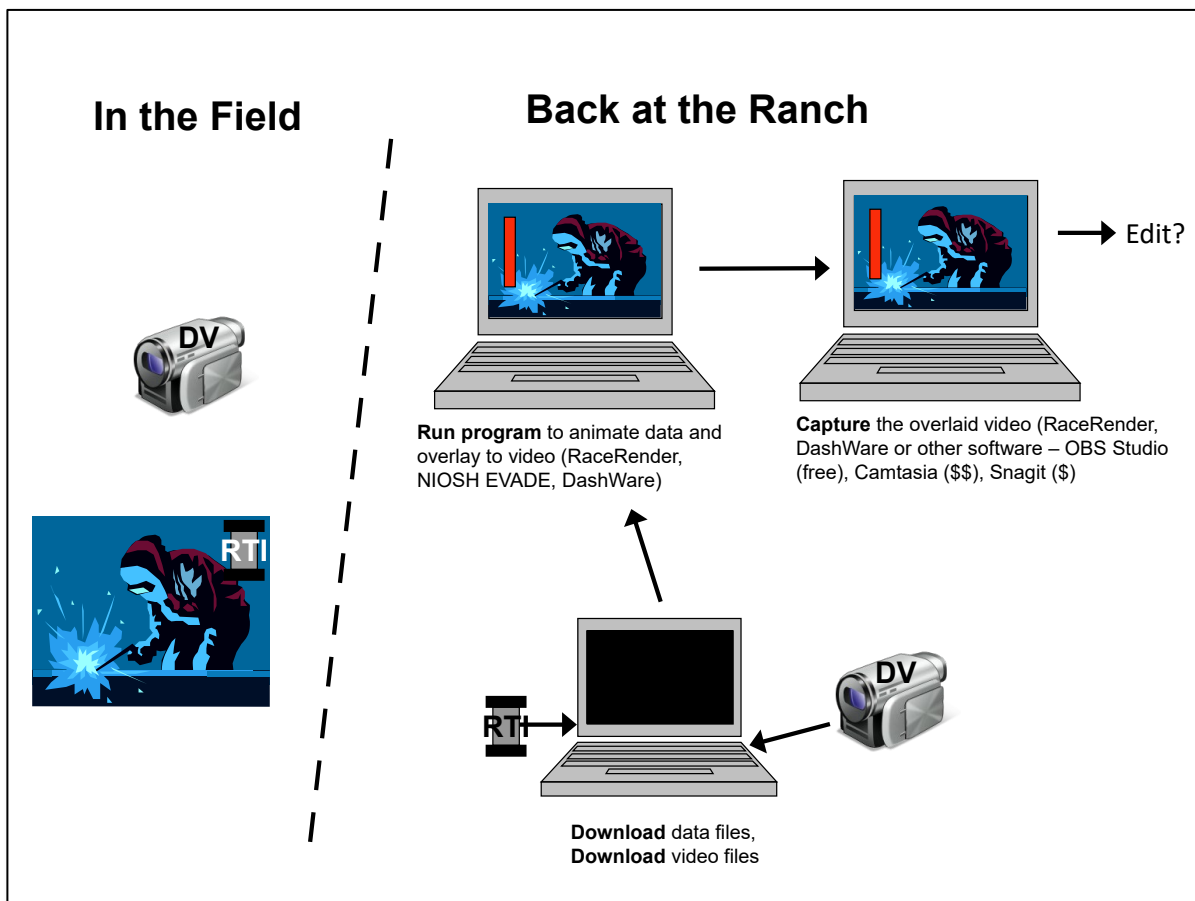 In the Field
Back at the Ranch
DV
RTI
Run program to animate data and
overlay to video (RaceRender,
NIOSH EVADE, DashWare)
Capture the overlaid video (RaceRender,
DashWare or other software – OBS Studio
(free), Camtasia ($$), Snagit ($)
Edit?
RTI
DV
Download data files,
Download video files